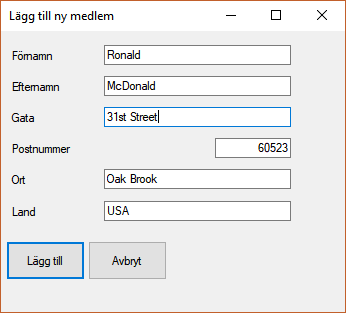 Lägg till ny medlem
Förnamn Ronald
Efternamn McDonald
Gata 31st Street
Postnummer 60523
Ort Oak Brook
Land USA
Lägg till Avbryt